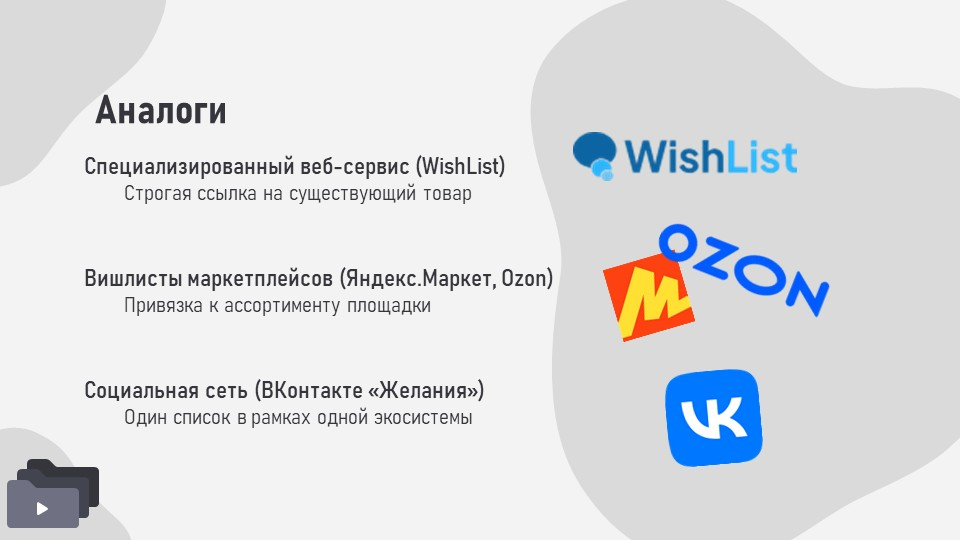 Аналоги
Специализированный веб-сервис (WishList)
Строгая ссылка на существующий товар
WishList
Вишлисты маркетплейсов (Яндекс.Маркет, Ozon)
Привязка к ассортименту площадки
OZON
М
Социальная сеть (ВКонтакте «Желания»)
Один список в рамках одной экосистемы
VK